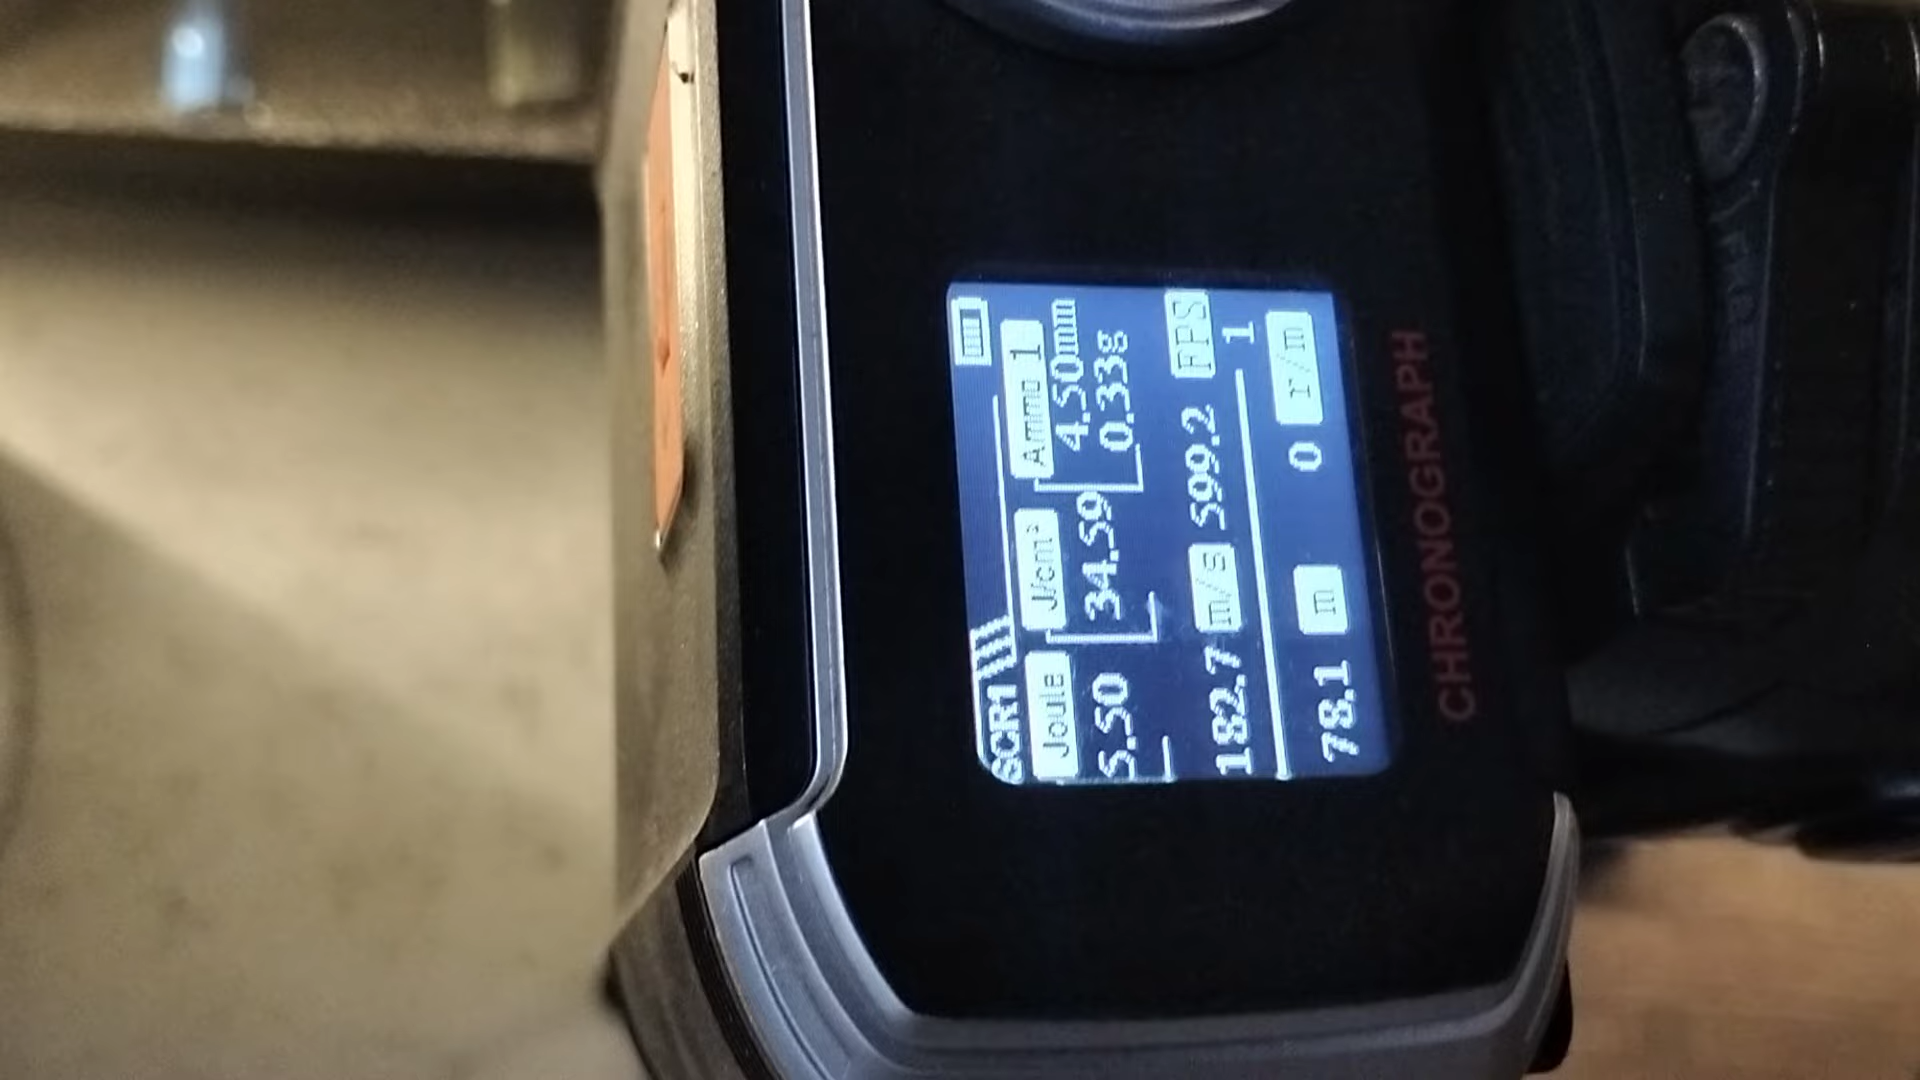 SCR1
Joule J/cm² Ammo 1
5.50 34.59 4.50mm
0.33g
182.7 m/s 599.2 FPS
1
78.1 m 0 r/m
CHRONOGRAPH